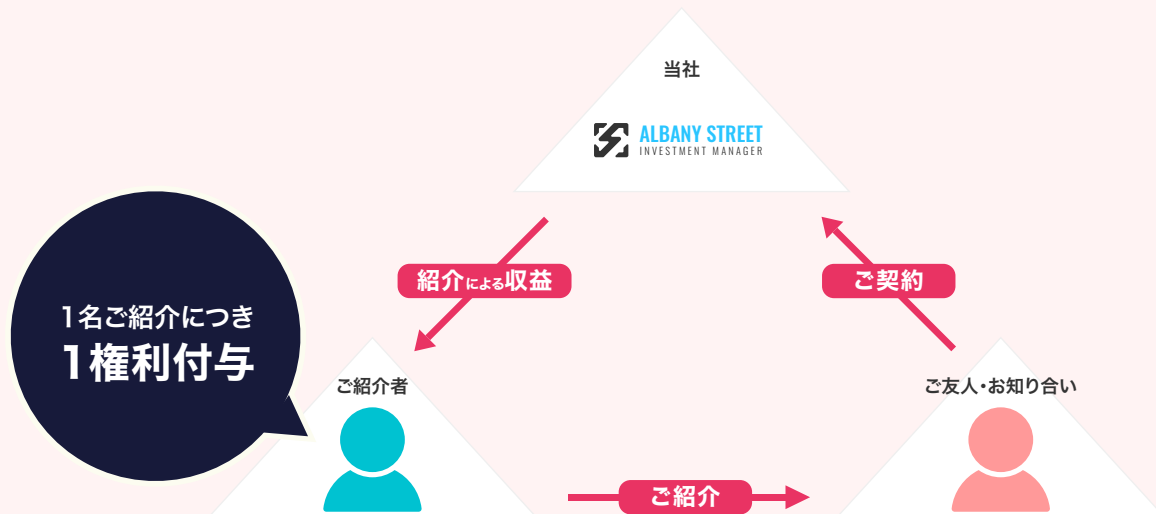 当社
ALBANY STREET
INVESTMENT MANAGER
紹介による収益
ご契約
1名ご紹介につき
1権利付与
ご紹介者
ご友人・お知り合い
ご紹介